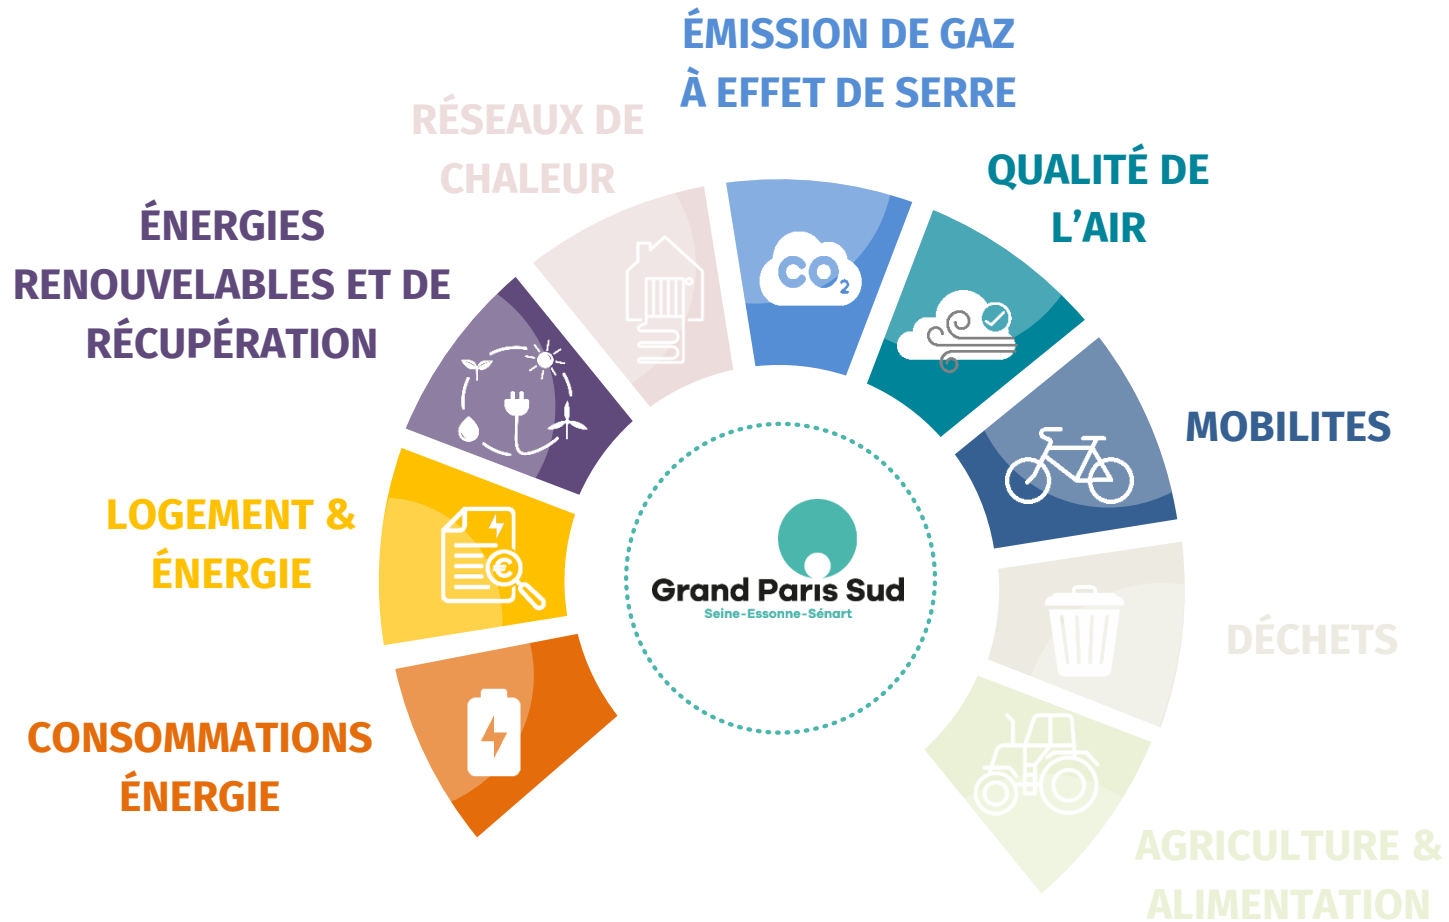 ÉMISSION DE GAZ
À EFFET DE SERRE
RÉSEAUX DE
CHALEUR
QUALITÉ DE
L'AIR
ÉNERGIES
RENOUVELABLES ET DE
RÉCUPÉRATION
CO2
MOBILITES
LOGEMENT &
ÉNERGIE
€
Grand Paris Sud
Seine-Essonne-Sénart
DÉCHETS
CONSOMMATIONS
ÉNERGIE
AGRICULTURE &
ALIMENTATION